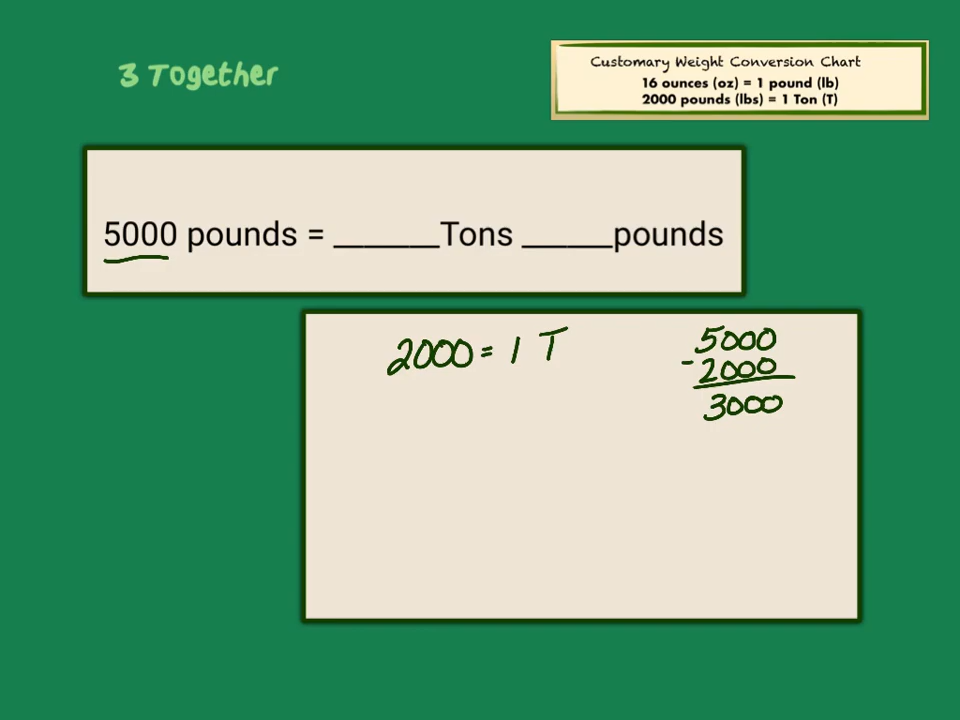 3 Together
Customary Weight Conversion Chart
16 ounces (oz) = 1 pound (lb)
2000 pounds (lbs) = 1 Ton (T)
5000 pounds = ______Tons _____pounds
2000 = 1 T
5000
- 2000
3000